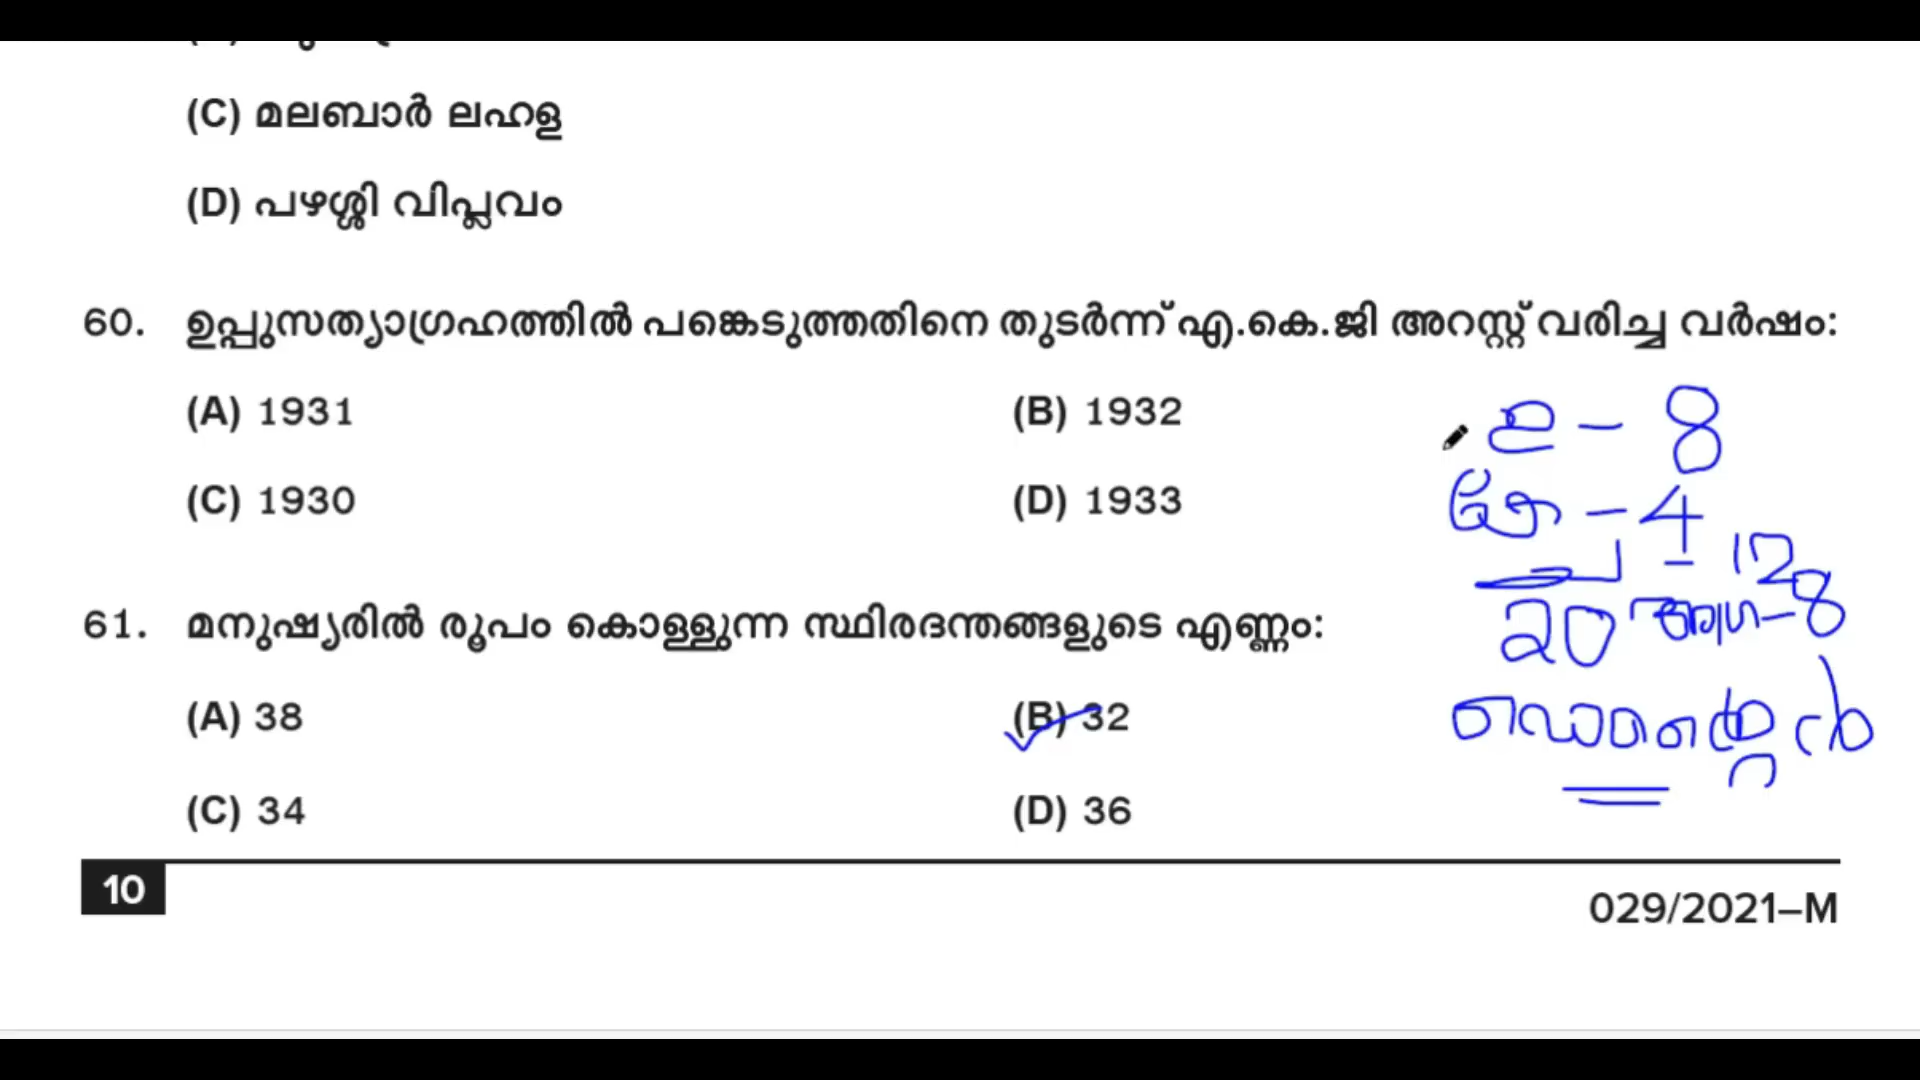 (C) മലബാർ ലഹള
(D) പഴശ്ശി വിപ്ലവം
60. ഉപ്പുസത്യാഗ്രഹത്തിൽ പങ്കെടുത്തതിനെ തുടർന്ന് എ.കെ.ജി അറസ്റ്റ് വരിച്ച വർഷം:
(A) 1931 (B) 1932
(C) 1930 (D) 1933
ഉ – 8
– 4
12
20 – 8
61. മനുഷ്യരിൽ രൂപം കൊള്ളുന്ന സ്ഥിരദന്തങ്ങളുടെ എണ്ണം:
(A) 38 (B) 32
(C) 34 (D) 36
10
029/2021–M